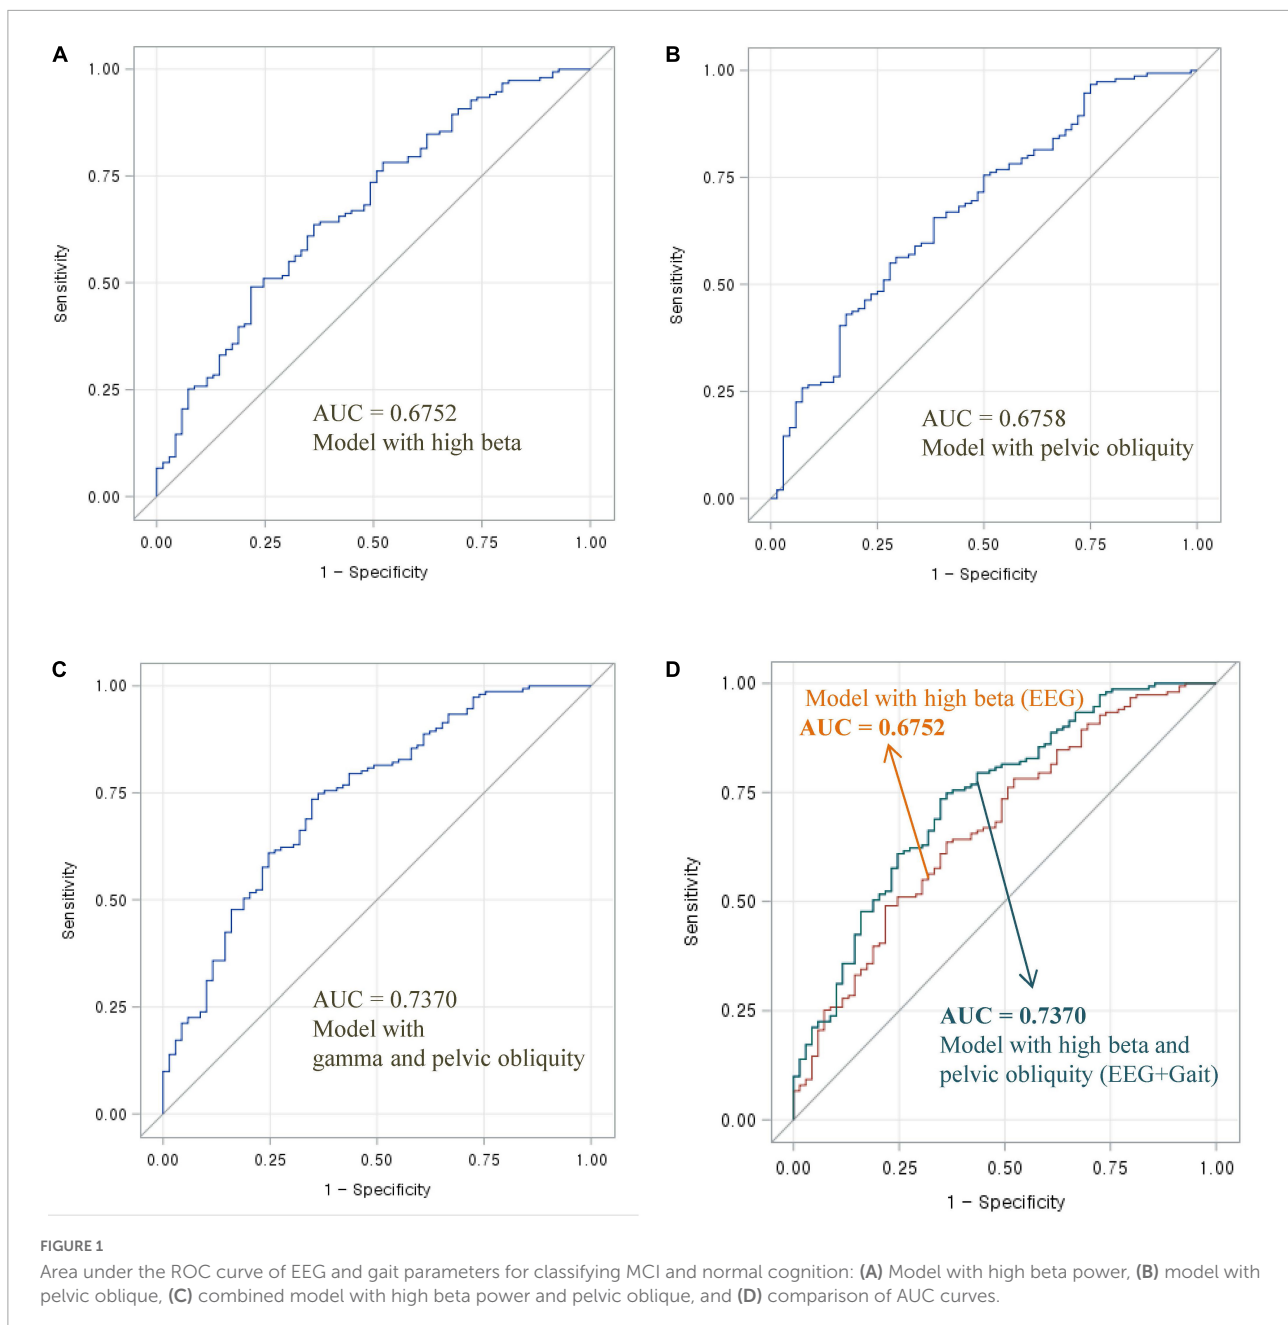 A
1.00
0.75
0.50
0.25
0.00
Sensitivity
AUC = 0.6752
Model with high beta
0.00 0.25 0.50 0.75 1.00
1 – Specificity
B
1.00
0.75
0.50
0.25
0.00
Sensitivity
AUC = 0.6758
Model with pelvic obliquity
0.00 0.25 0.50 0.75 1.00
1 – Specificity
C
1.00
0.75
0.50
0.25
0.00
Sensitivity
AUC = 0.7370
Model with
gamma and pelvic obliquity
0.00 0.25 0.50 0.75 1.00
1 – Specificity
D
1.00
0.75
0.50
0.25
0.00
Sensitivity
Model with high beta (EEG)
AUC = 0.6752
AUC = 0.7370
Model with high beta and
pelvic obliquity (EEG+Gait)
0.00 0.25 0.50 0.75 1.00
1 – Specificity
FIGURE 1
Area under the ROC curve of EEG and gait parameters for classifying MCI and normal cognition: (A) Model with high beta power, (B) model with
pelvic oblique, (C) combined model with high beta power and pelvic oblique, and (D) comparison of AUC curves.